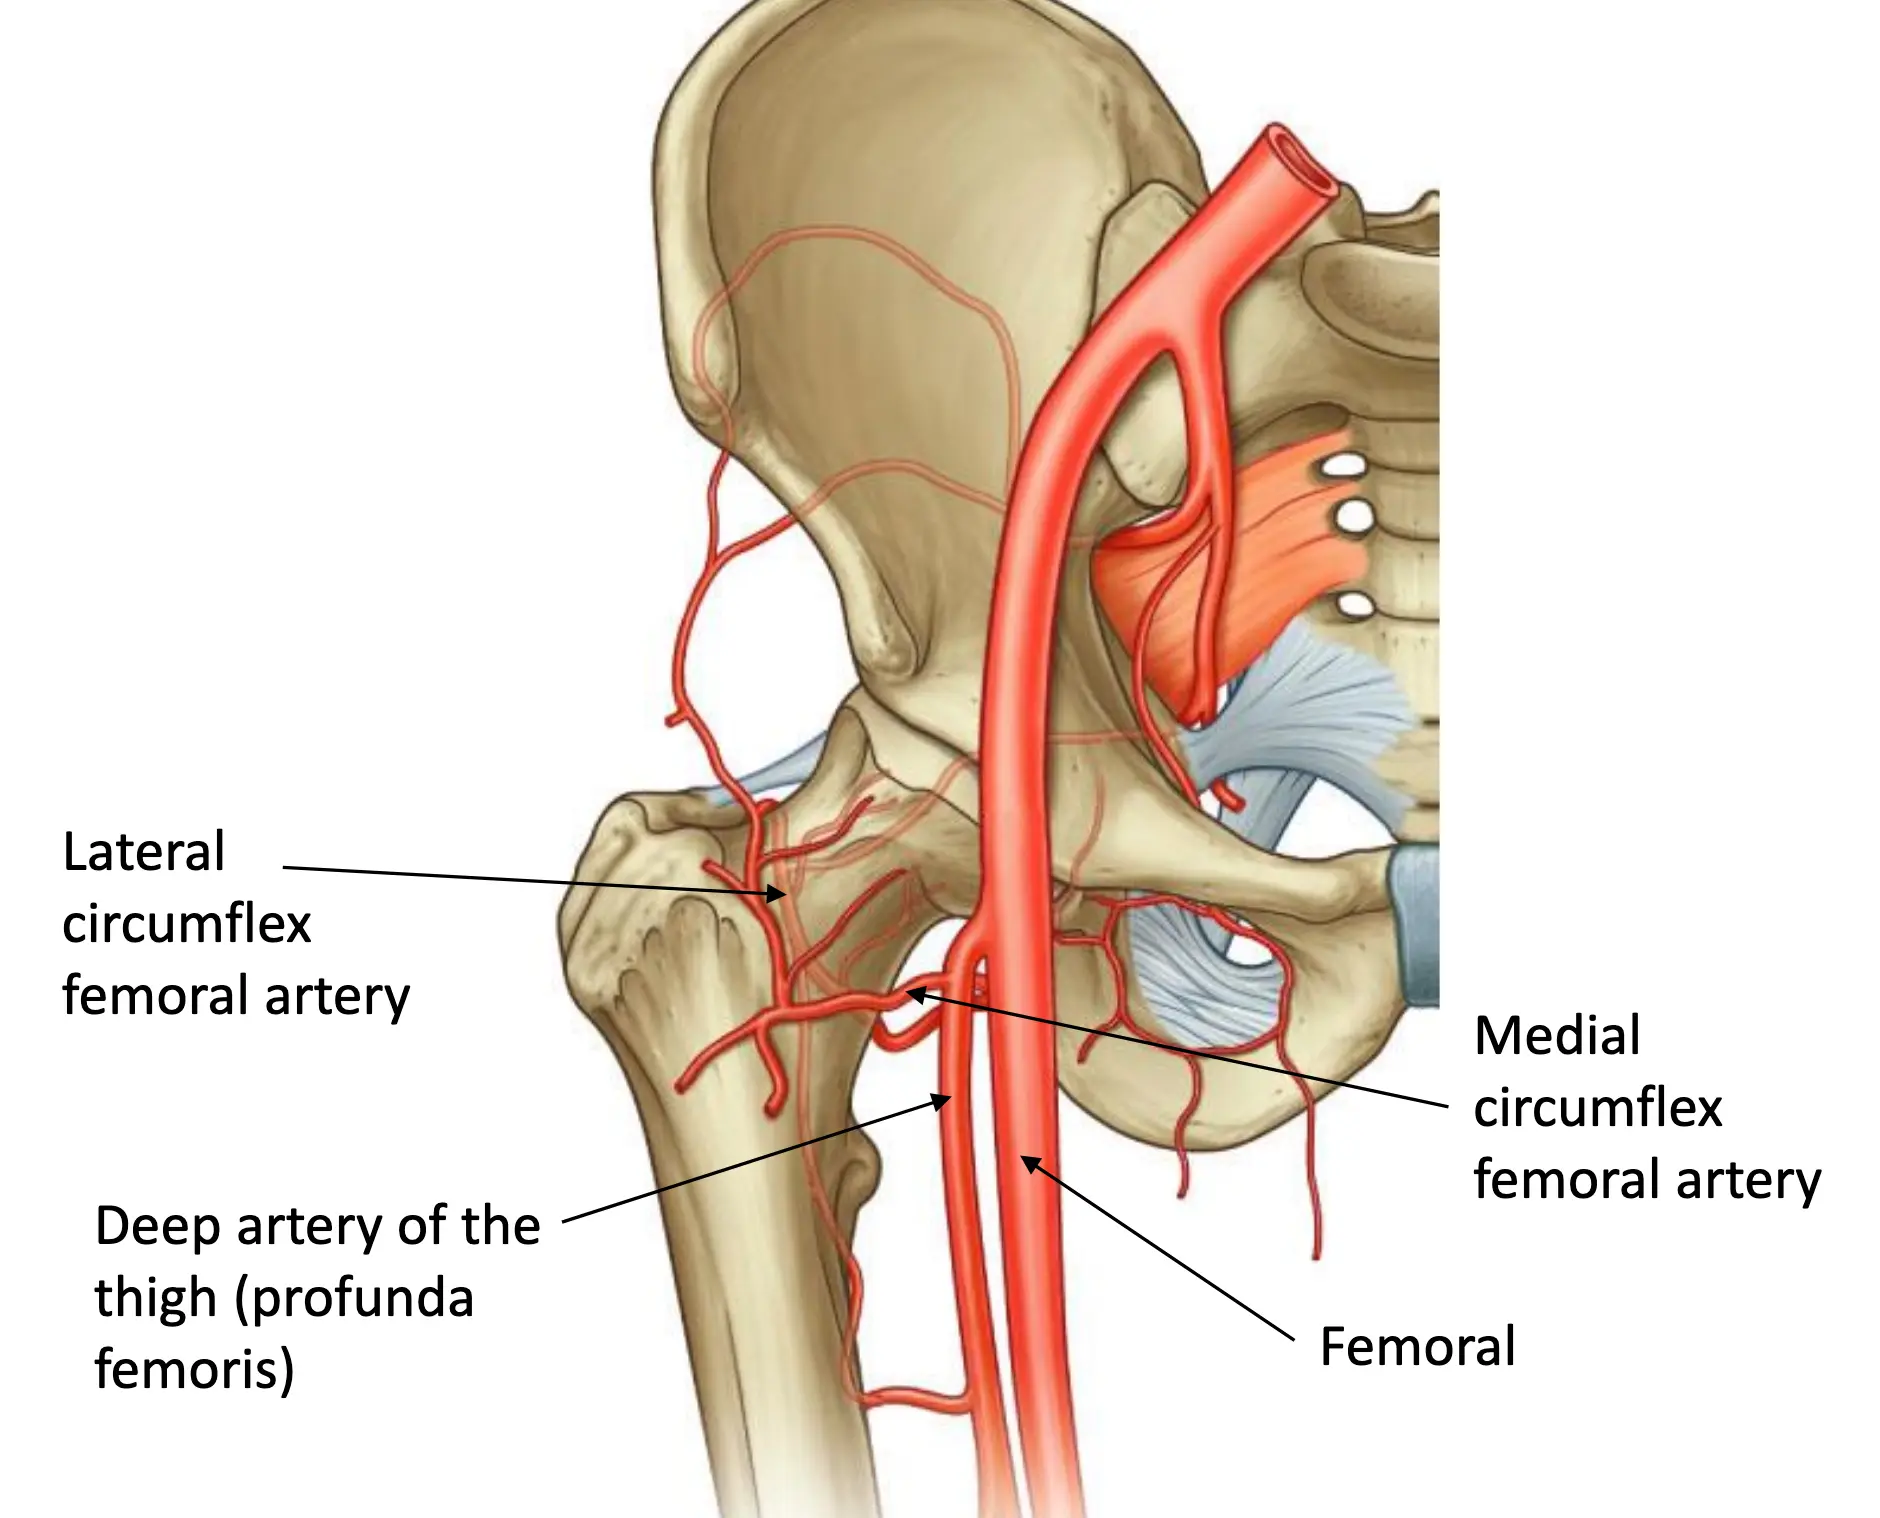 Lateral
circumflex
femoral artery
Medial
circumflex
femoral artery
Deep artery of the
thigh (profunda
femoris)
Femoral